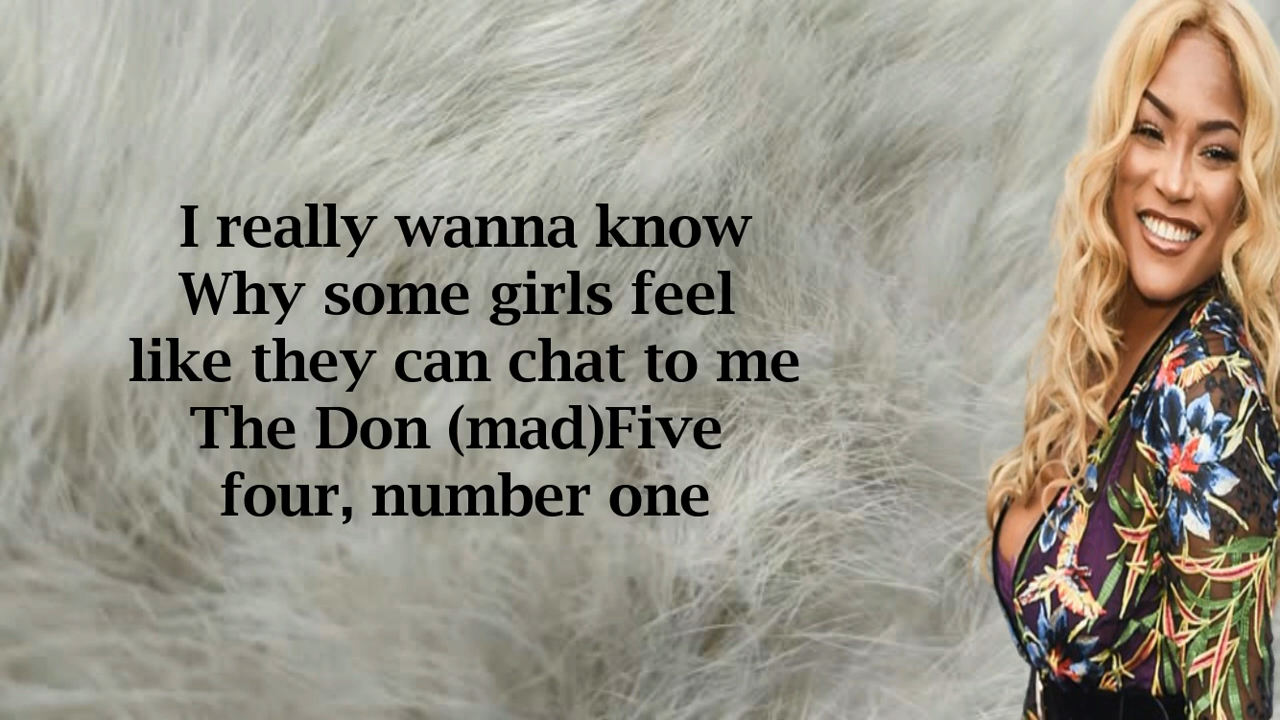 I really wanna know
Why some girls feel
like they can chat to me
The Don (mad)Five
four, number one